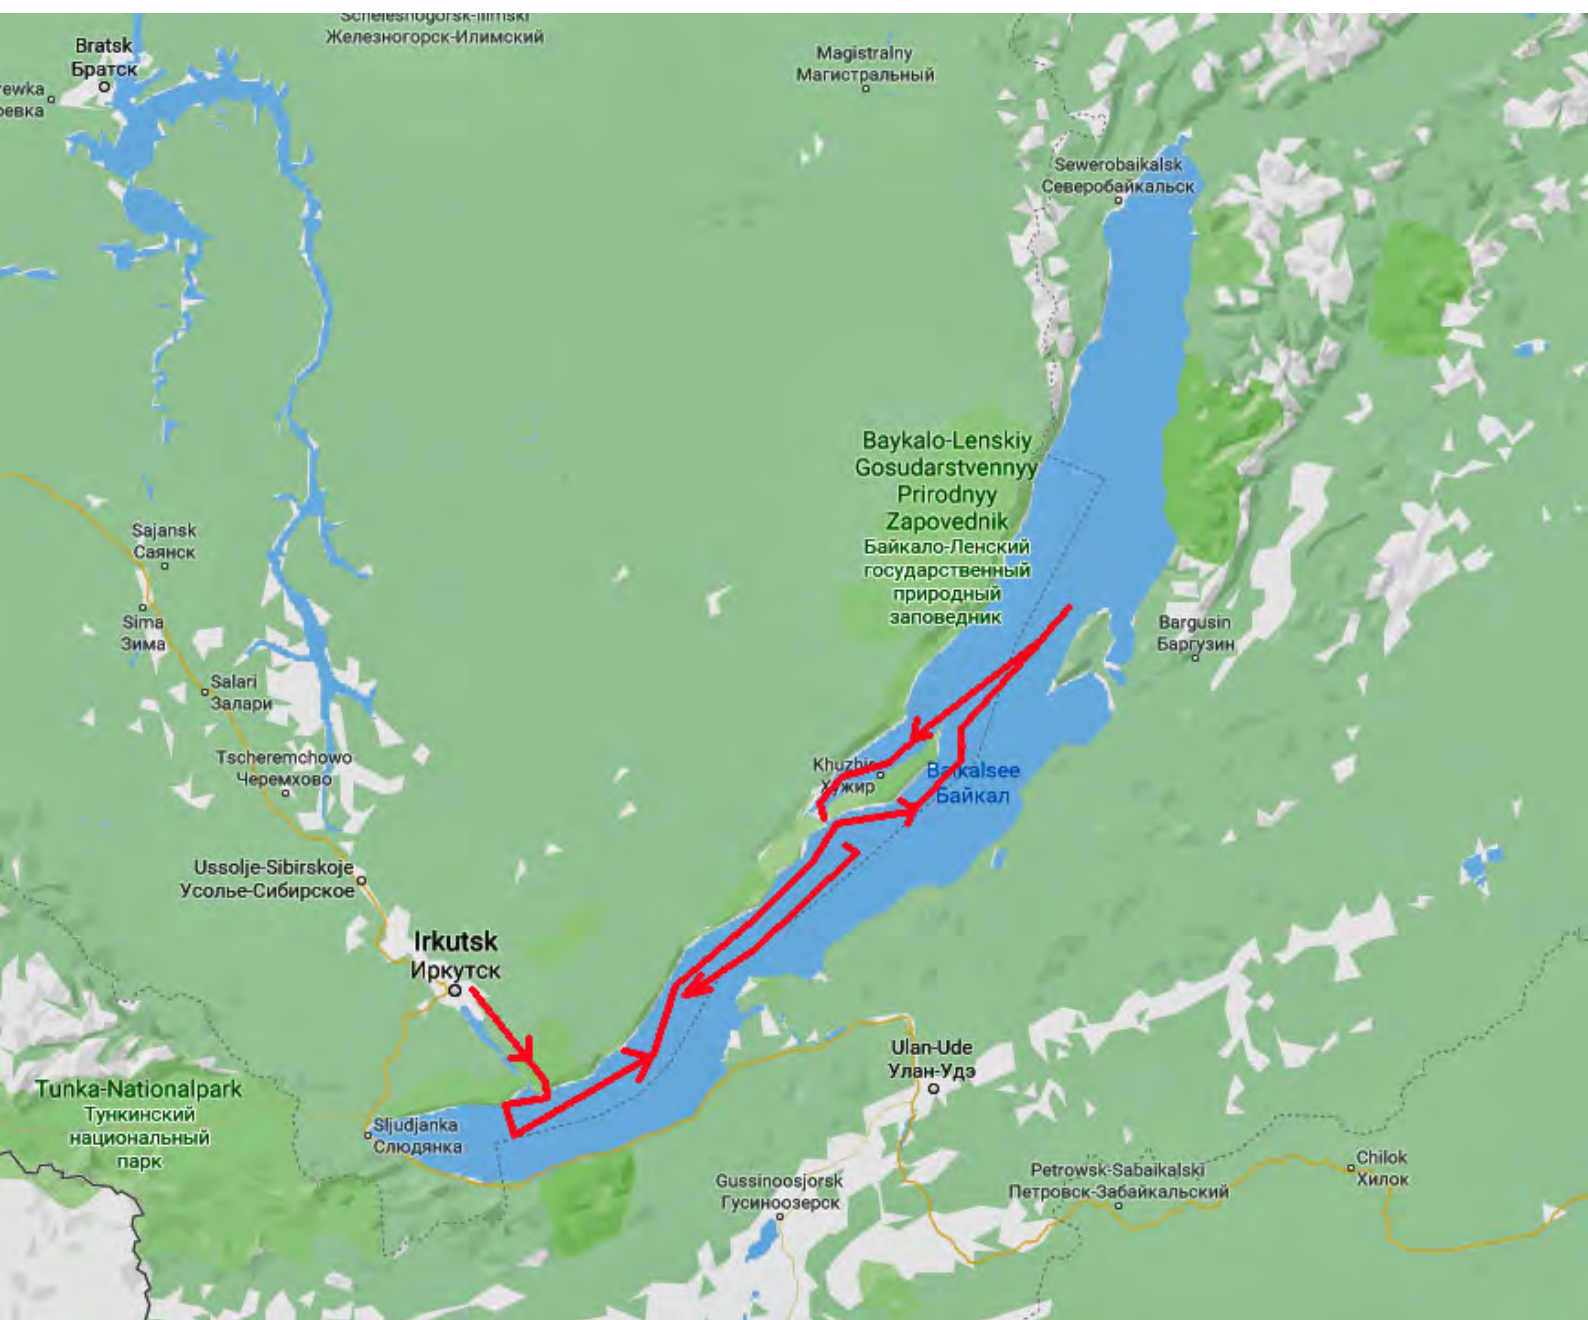 Bratsk
Братск
Железногорск-Илимский
Magistralny
Магистральный
Sewerobaikalsk
Северобайкальск
Baykalo-Lenskiy
Gosudarstvennyy
Prirodnyy
Zapovednik
Байкало-Ленский
государственный
природный
заповедник
Sajansk
Саянск
Sima
Зима
Salari
Залари
Bargusin
Баргузин
Tscheremchowo
Черемхово
Хужир
Baikalsee
Байкал
Ussolje-Sibirskoje
Усолье-Сибирское
Irkutsk
Иркутск
Ulan-Ude
Улан-Удэ
Tunka-Nationalpark
Тункинский
национальный
парк
Sljudjanka
Слюдянка
Gussinoosjorsk
Гусиноозерск
Petrowsk-Sabaikalski
Петровск-Забайкальский
Chilok
Хилок